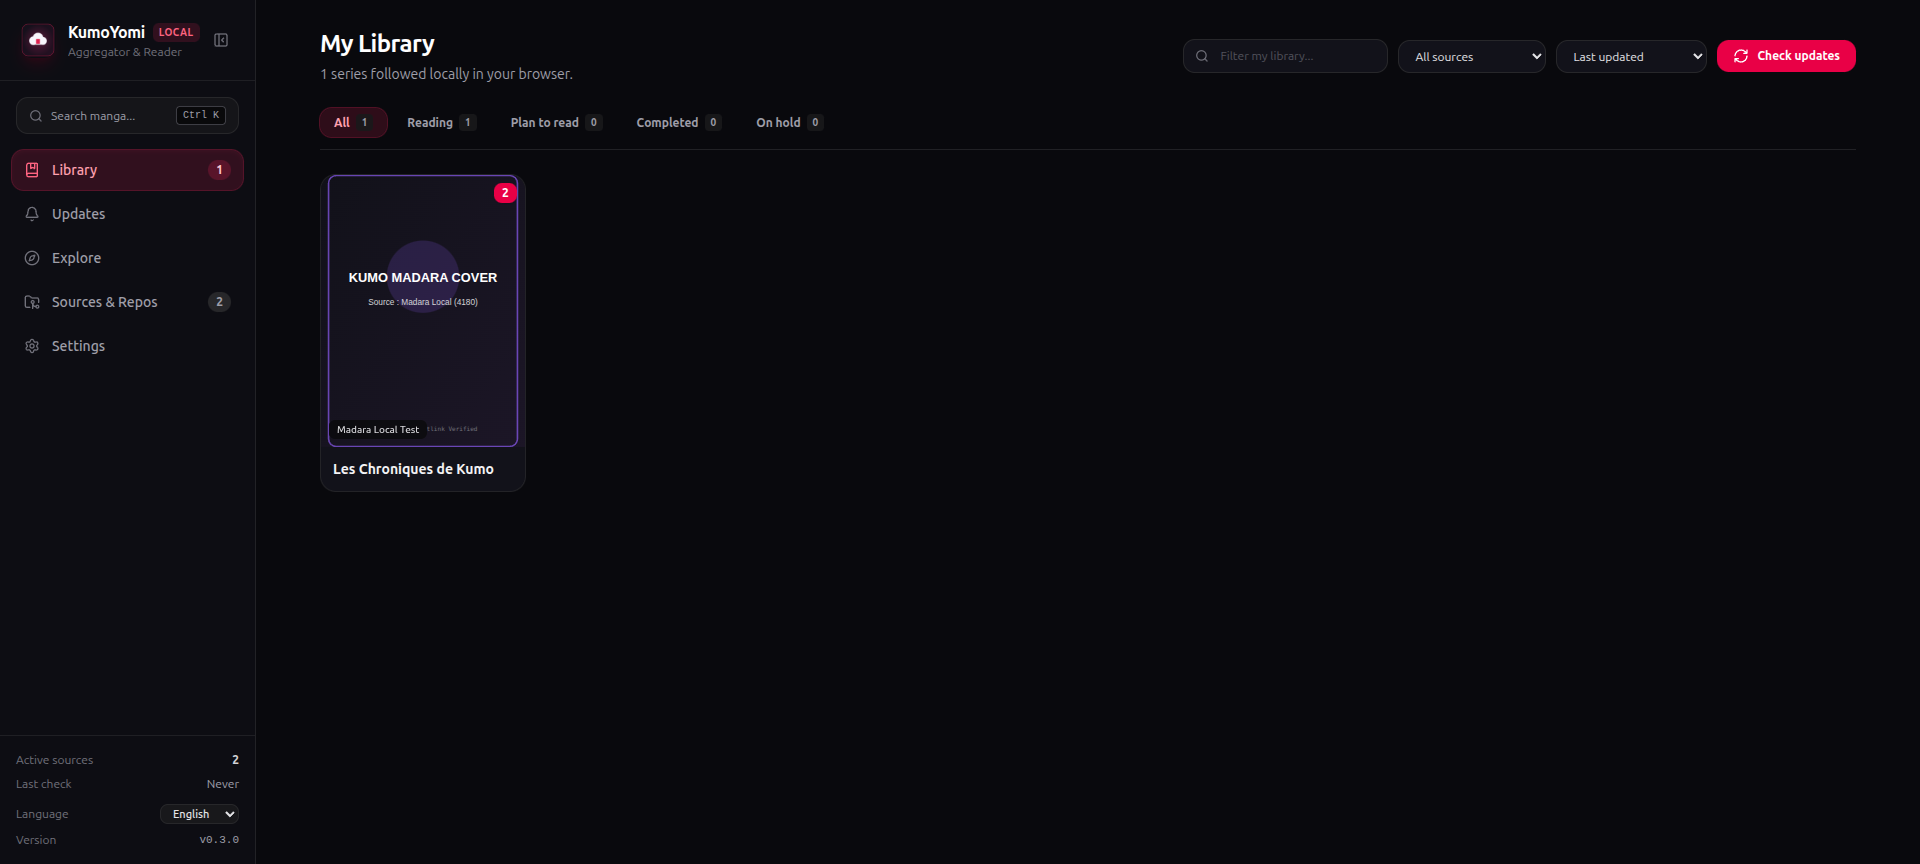 KumoYomi LOCAL
Aggregator & Reader
Search manga... Ctrl K
Library 1
Updates
Explore
Sources & Repos 2
Settings
Active sources 2
Last check Never
Language English
Version v0.3.0
My Library
1 series followed locally in your browser.
Filter my library...
All sources
Last updated
Check updates
All 1
Reading 1
Plan to read 0
Completed 0
On hold 0
2
KUMO MADARA COVER
Source : Madara Local (4180)
Madara Local Test
Verified
Les Chroniques de Kumo